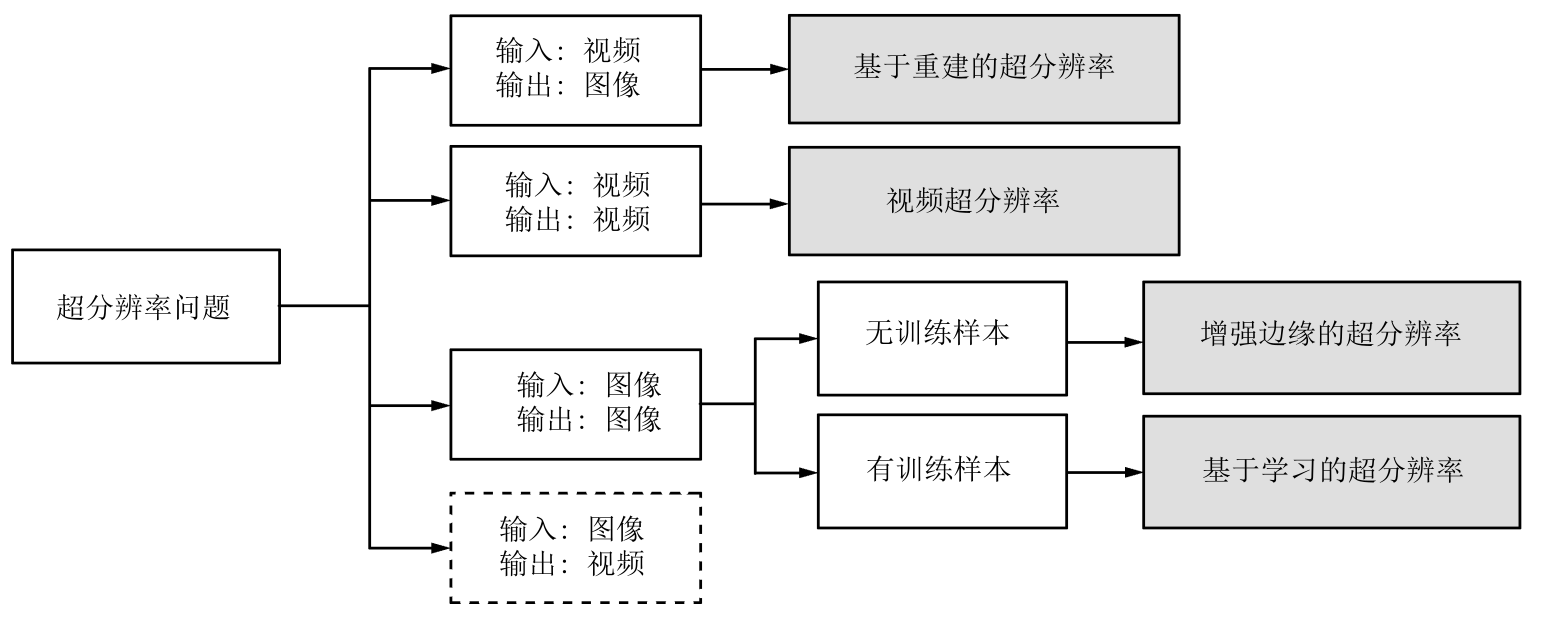 输入: 视频
输出: 图像
基于重建的超分辨率
输入: 视频
输出: 视频
视频超分辨率
超分辨率问题
输入: 图像
输出: 图像
无训练样本
增强边缘的超分辨率
有训练样本
基于学习的超分辨率
输入: 图像
输出: 视频